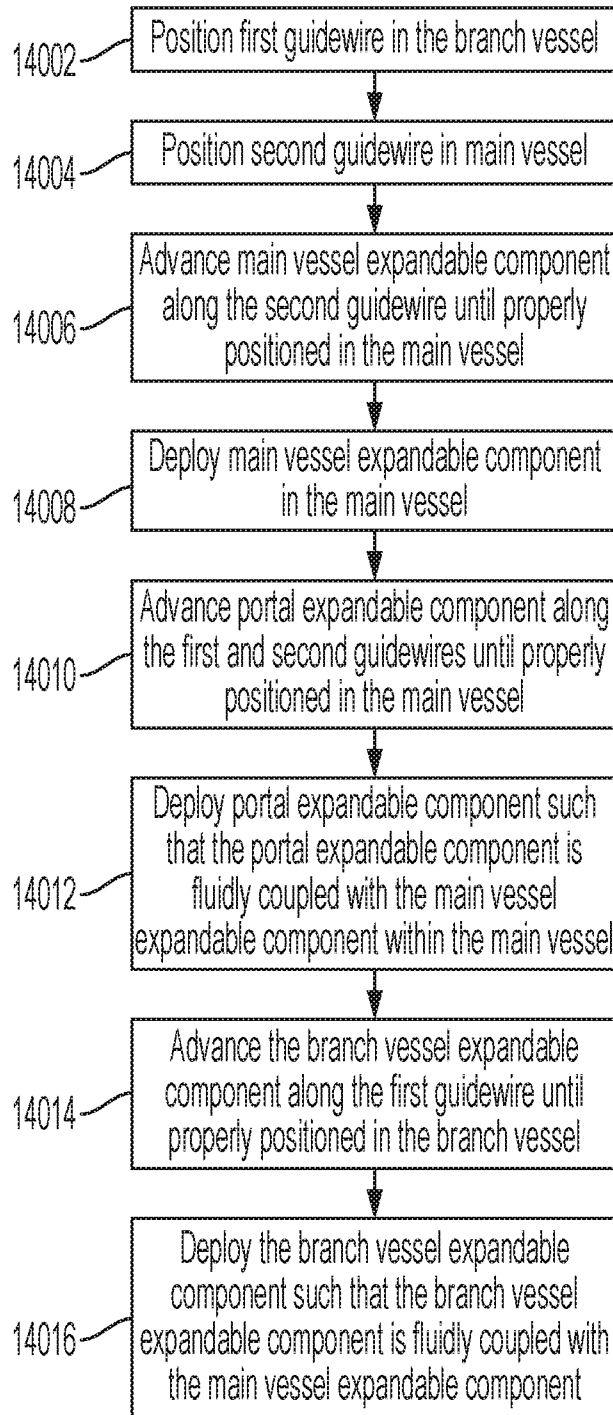 14002
Position first guidewire in the branch vessel
14004
Position second guidewire in main vessel
14006
Advance main vessel expandable component
along the second guidewire until properly
positioned in the main vessel
14008
Deploy main vessel expandable component
in the main vessel
14010
Advance portal expandable component along
the first and second guidewires until properly
positioned in the main vessel
14012
Deploy portal expandable component such
that the portal expandable component is
fluidly coupled with the main vessel
expandable component within the main vessel
14014
Advance the branch vessel expandable
component along the first guidewire until
properly positioned in the branch vessel
14016
Deploy the branch vessel expandable
component such that the branch vessel
expandable component is fluidly coupled with
the main vessel expandable component